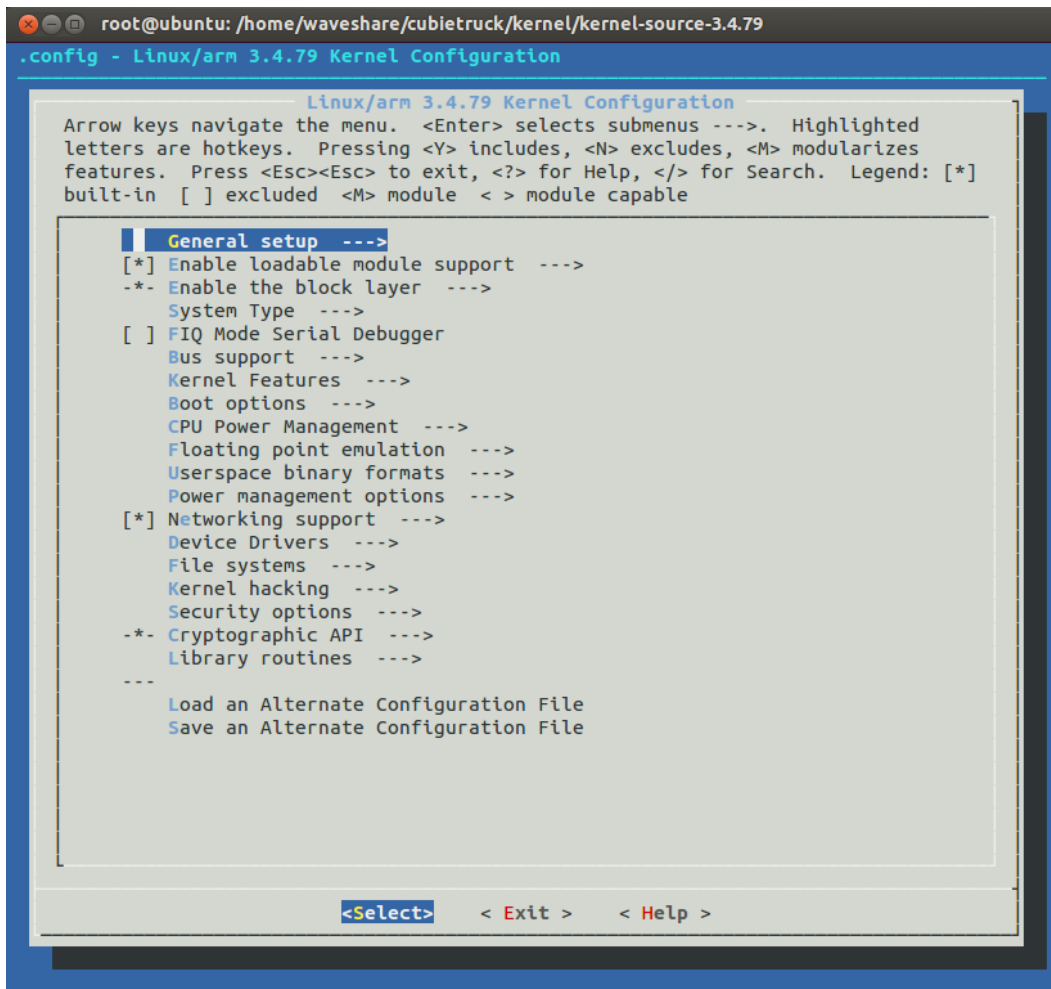 root@ubuntu: /home/waveshare/cubietruck/kernel/kernel-source-3.4.79
.config - Linux/arm 3.4.79 Kernel Configuration
Linux/arm 3.4.79 Kernel Configuration
Arrow keys navigate the menu.  <Enter> selects submenus --->.  Highlighted
letters are hotkeys.  Pressing <Y> includes, <N> excludes, <M> modularizes
features.  Press <Esc><Esc> to exit, <?> for Help, </> for Search.  Legend: [*]
built-in  [ ] excluded  <M> module  < > module capable
General setup  --->
[*] Enable loadable module support  --->
-*- Enable the block layer  --->
System Type  --->
[ ] FIQ Mode Serial Debugger
Bus support  --->
Kernel Features  --->
Boot options  --->
CPU Power Management  --->
Floating point emulation  --->
Userspace binary formats  --->
Power management options  --->
[*] Networking support  --->
Device Drivers  --->
File systems  --->
Kernel hacking  --->
Security options  --->
-*- Cryptographic API  --->
Library routines  --->
---
Load an Alternate Configuration File
Save an Alternate Configuration File
<Select>    < Exit >    < Help >